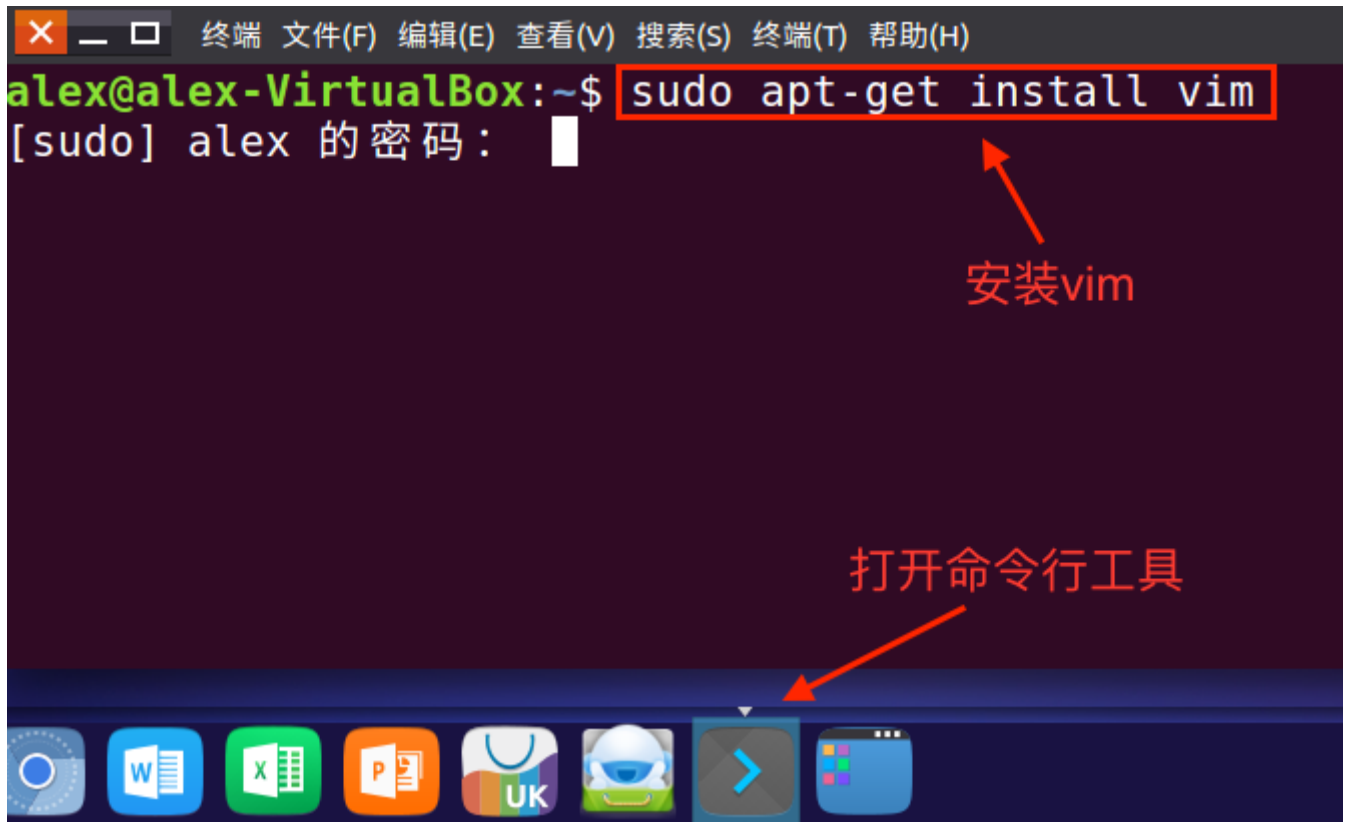 终端 文件(F) 编辑(E) 查看(V) 搜索(S) 终端(T) 帮助(H)
alex@alex-VirtualBox:~$ sudo apt-get install vim
[sudo] alex 的密码：
安装vim
打开命令行工具
W X P UK